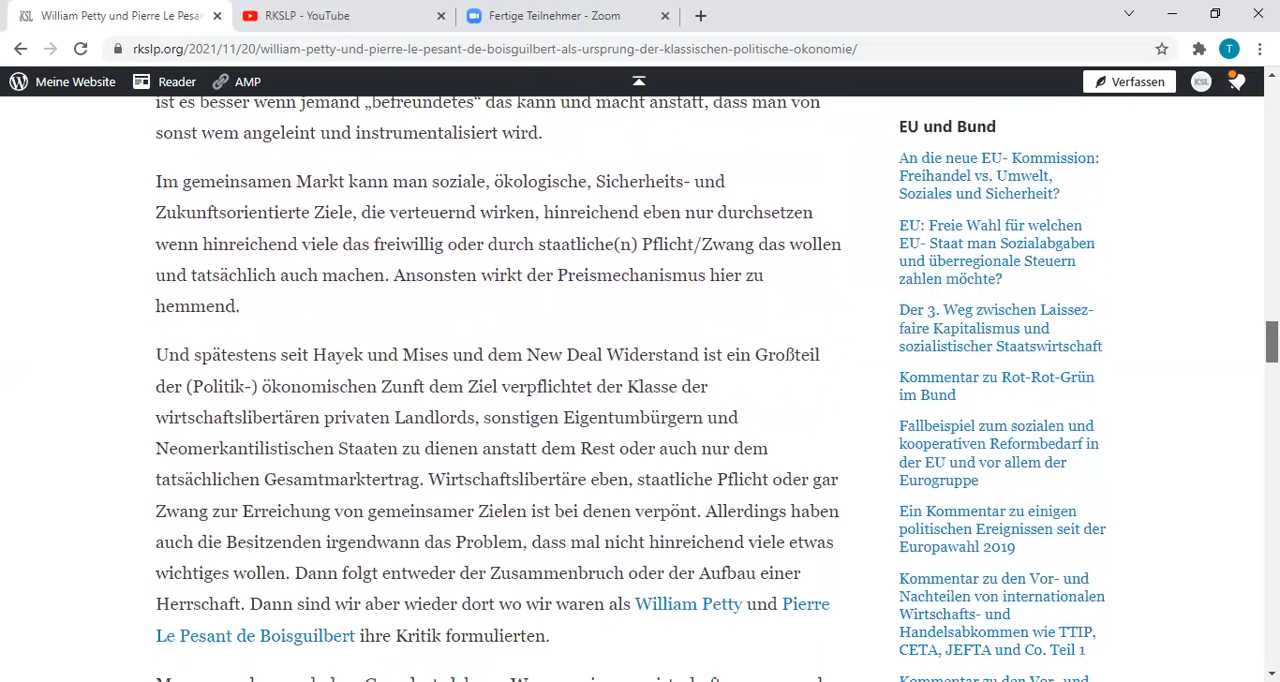 William Petty und Pierre Le Pesan
RKSLP - YouTube
Fertige Teilnehmer - Zoom
rkslp.org/2021/11/20/william-petty-und-pierre-le-pesant-de-boisguilbert-als-ursprung-der-klassischen-politische-okonomie/
T
Meine Website
Reader
AMP
Verfassen
KSL
ist es besser wenn jemand „befreundetes“ das kann und macht anstatt, dass man von
sonst wem angeleint und instrumentalisiert wird.
Im gemeinsamen Markt kann man soziale, ökologische, Sicherheits- und
Zukunftsorientierte Ziele, die verteuernd wirken, hinreichend eben nur durchsetzen
wenn hinreichend viele das freiwillig oder durch staatliche(n) Pflicht/Zwang das wollen
und tatsächlich auch machen. Ansonsten wirkt der Preismechanismus hier zu
hemmend.
Und spätestens seit Hayek und Mises und dem New Deal Widerstand ist ein Großteil
der (Politik-) ökonomischen Zunft dem Ziel verpflichtet der Klasse der
wirtschaftslibertären privaten Landlords, sonstigen Eigentumbürgern und
Neomerkantilistischen Staaten zu dienen anstatt dem Rest oder auch nur dem
tatsächlichen Gesamtmarktertrag. Wirtschaftslibertäre eben, staatliche Pflicht oder gar
Zwang zur Erreichung von gemeinsamer Zielen ist bei denen verpönt. Allerdings haben
auch die Besitzenden irgendwann das Problem, dass mal nicht hinreichend viele etwas
wichtiges wollen. Dann folgt entweder der Zusammenbruch oder der Aufbau einer
Herrschaft. Dann sind wir aber wieder dort wo wir waren als William Petty und Pierre
Le Pesant de Boisguilbert ihre Kritik formulierten.
EU und Bund
An die neue EU- Kommission:
Freihandel vs. Umwelt,
Soziales und Sicherheit?
EU: Freie Wahl für welchen
EU- Staat man Sozialabgaben
und überregionale Steuern
zahlen möchte?
Der 3. Weg zwischen Laissez-
faire Kapitalismus und
sozialistischer Staatswirtschaft
Kommentar zu Rot-Rot-Grün
im Bund
Fallbeispiel zum sozialen und
kooperativen Reformbedarf in
der EU und vor allem der
Eurogruppe
Ein Kommentar zu einigen
politischen Ereignissen seit der
Europawahl 2019
Kommentar zu den Vor- und
Nachteilen von internationalen
Wirtschafts- und
Handelsabkommen wie TTIP,
CETA, JEFTA und Co. Teil 1
Kommentar zu den Vor- und